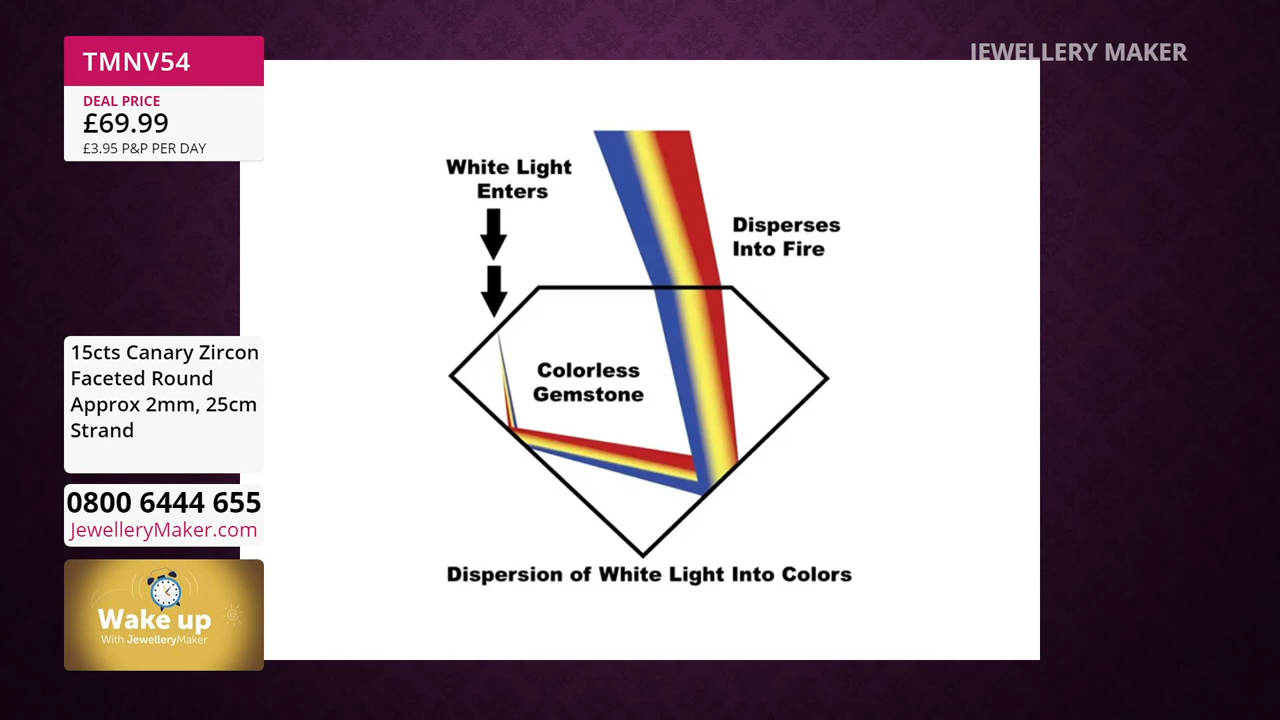 TMNV54
DEAL PRICE
£69.99
£3.95 P&P PER DAY
JEWELLERY MAKER
White Light
Enters
Disperses
Into Fire
Colorless
Gemstone
Dispersion of White Light Into Colors
15cts Canary Zircon
Faceted Round
Approx 2mm, 25cm
Strand
0800 6444 655
JewelleryMaker.com
Wake up
With JewelleryMaker